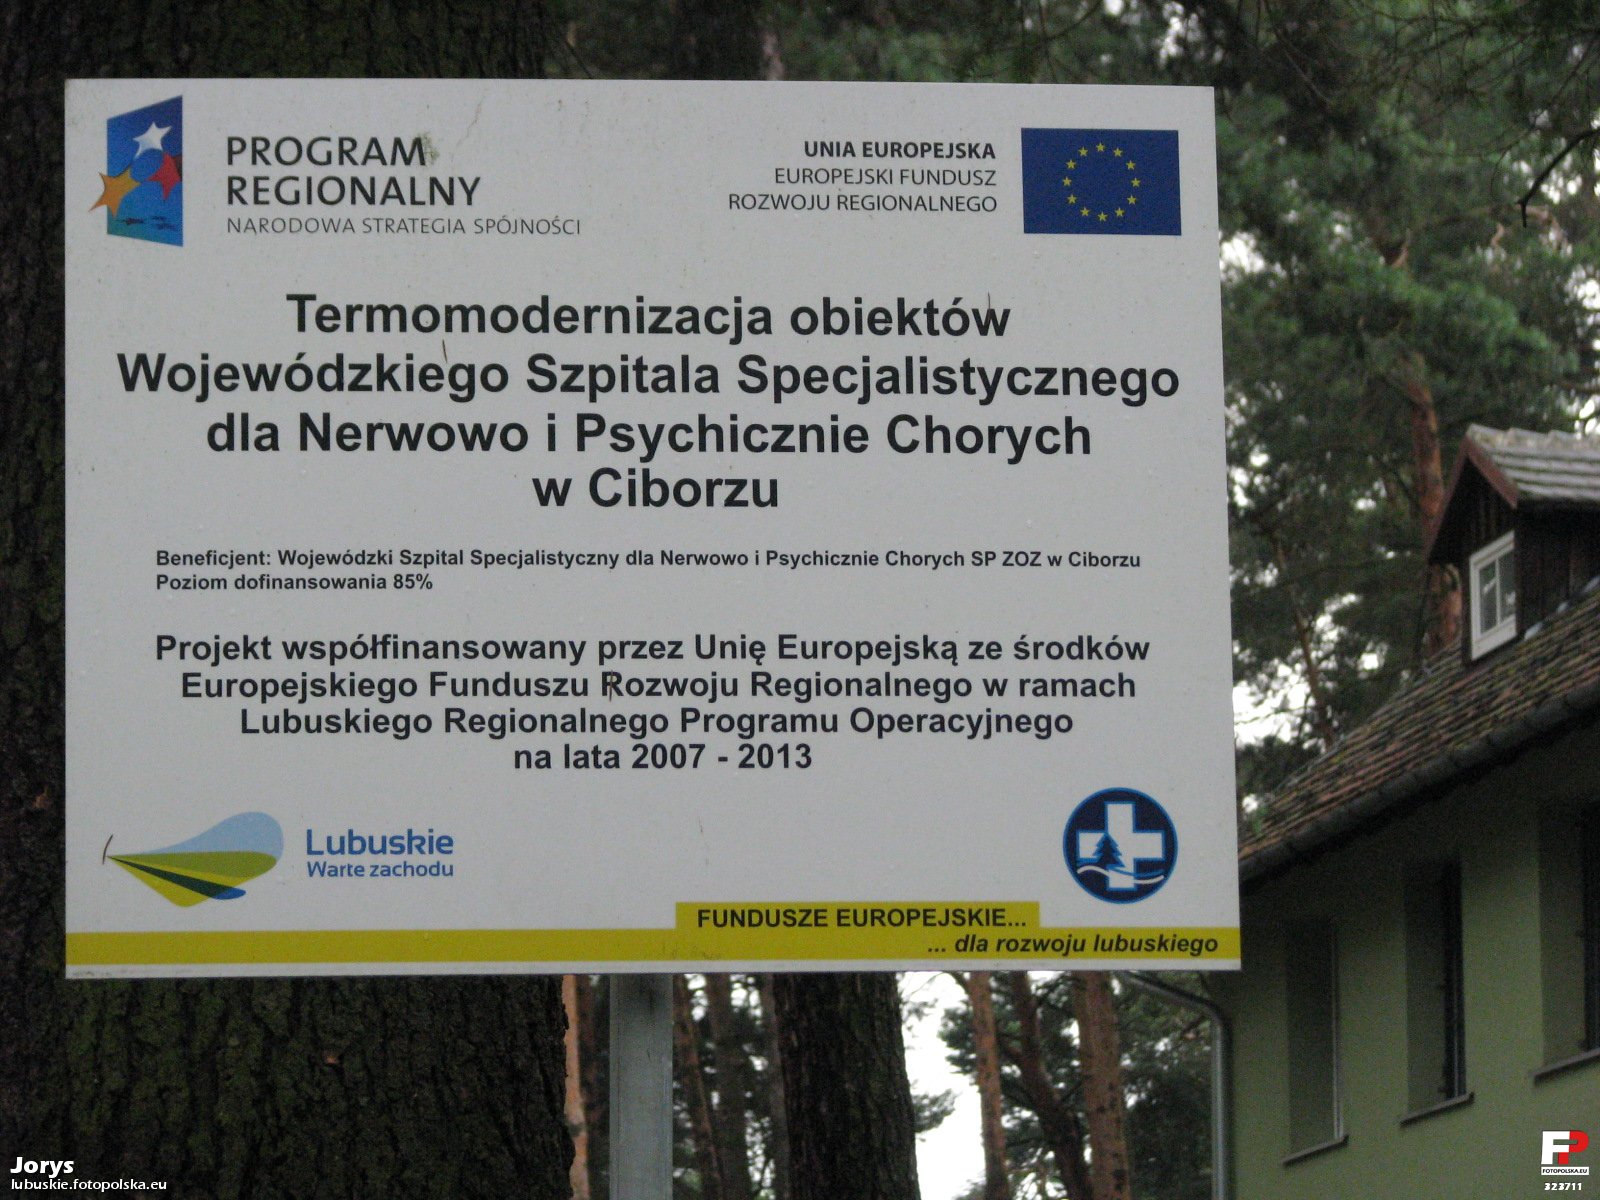 PROGRAM
REGIONALNY
NARODOWA STRATEGIA SPÓJNOŚCI
UNIA EUROPEJSKA
EUROPEJSKI FUNDUSZ
ROZWOJU REGIONALNEGO
Termomodernizacja obiektów
Wojewódzkiego Szpitala Specjalistycznego
dla Nerwowo i Psychicznie Chorych
w Ciborzu
Beneficjent: Wojewódzki Szpital Specjalistyczny dla Nerwowo i Psychicznie Chorych SP ZOZ w Ciborzu
Poziom dofinansowania 85%
Projekt współfinansowany przez Unię Europejską ze środków
Europejskiego Funduszu Rozwoju Regionalnego w ramach
Lubuskiego Regionalnego Programu Operacyjnego
na lata 2007 - 2013
Lubuskie
Warte zachodu
FUNDUSZE EUROPEJSKIE...
... dla rozwoju lubuskiego
Jorys
lubuskie.fotopolska.eu
FP
FOTOPOLSKA.EU
323711